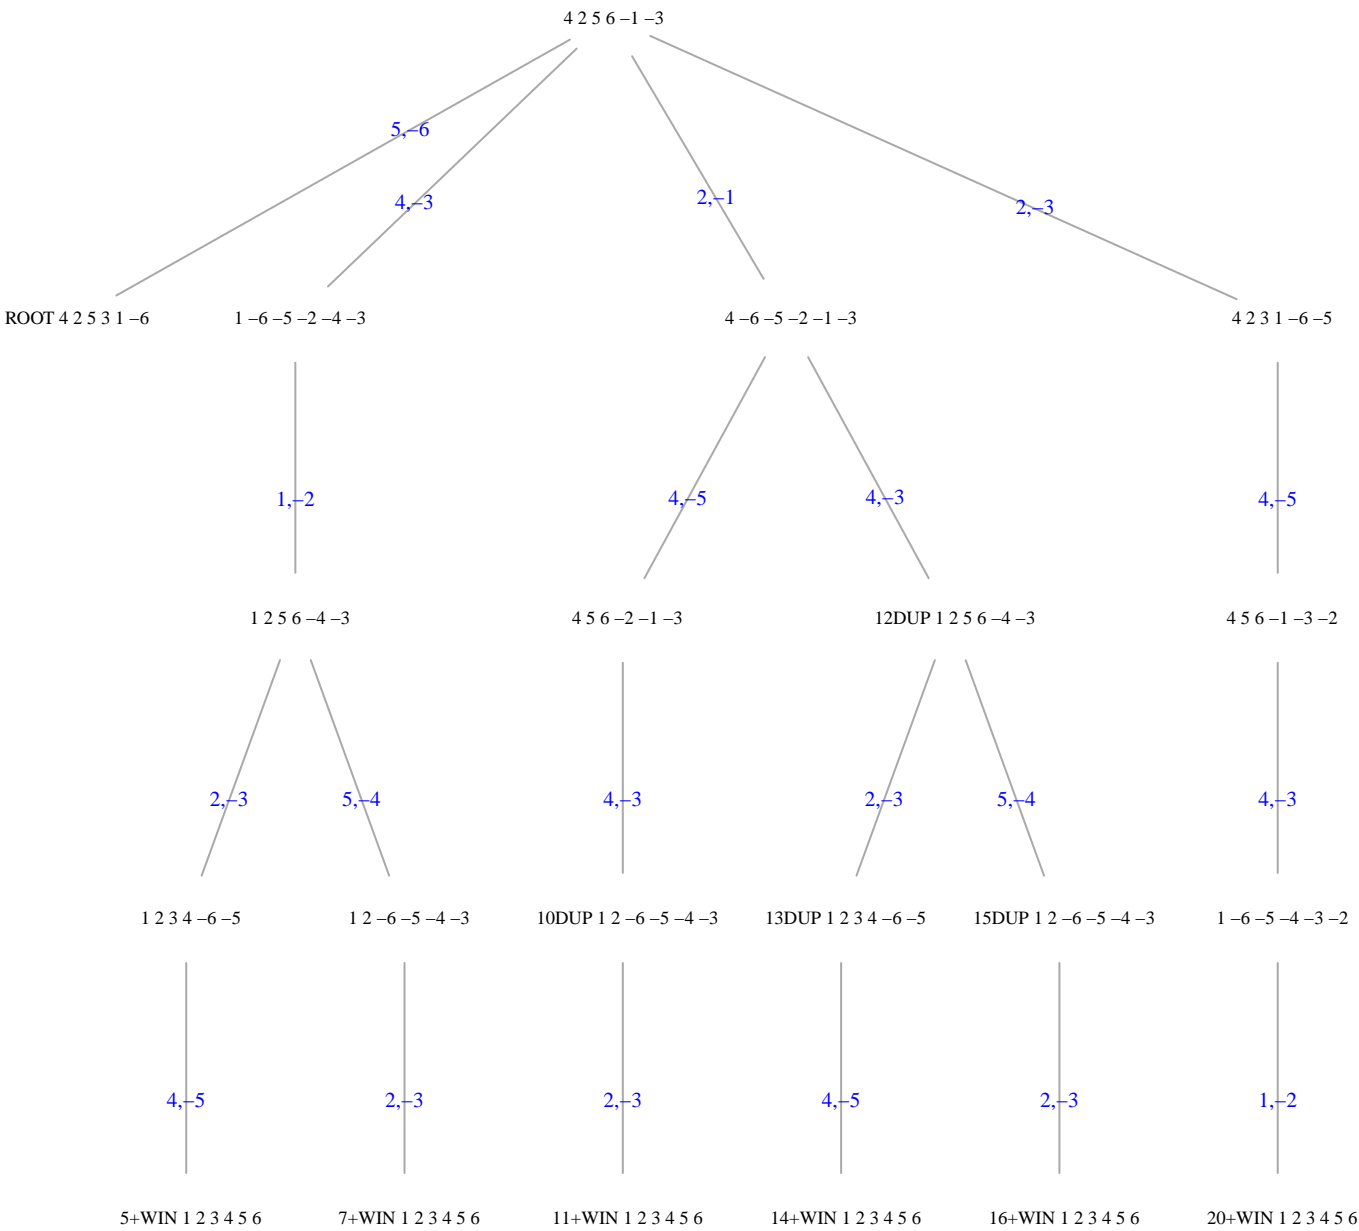 4 2 5 6 –1 –3
5,–6
4,–3
2,–1
2,–3
ROOT 4 2 5 3 1 –6
1 –6 –5 –2 –4 –3
4 –6 –5 –2 –1 –3
4 2 3 1 –6 –5
1,–2
4,–5
4,–3
4,–5
1 2 5 6 –4 –3
4 5 6 –2 –1 –3
12DUP 1 2 5 6 –4 –3
4 5 6 –1 –3 –2
2,–3
5,–4
4,–3
2,–3
5,–4
4,–3
1 2 3 4 –6 –5
1 2 –6 –5 –4 –3
10DUP 1 2 –6 –5 –4 –3
13DUP 1 2 3 4 –6 –5
15DUP 1 2 –6 –5 –4 –3
1 –6 –5 –4 –3 –2
4,–5
2,–3
2,–3
4,–5
2,–3
1,–2
5+WIN 1 2 3 4 5 6
7+WIN 1 2 3 4 5 6
11+WIN 1 2 3 4 5 6
14+WIN 1 2 3 4 5 6
16+WIN 1 2 3 4 5 6
20+WIN 1 2 3 4 5 6